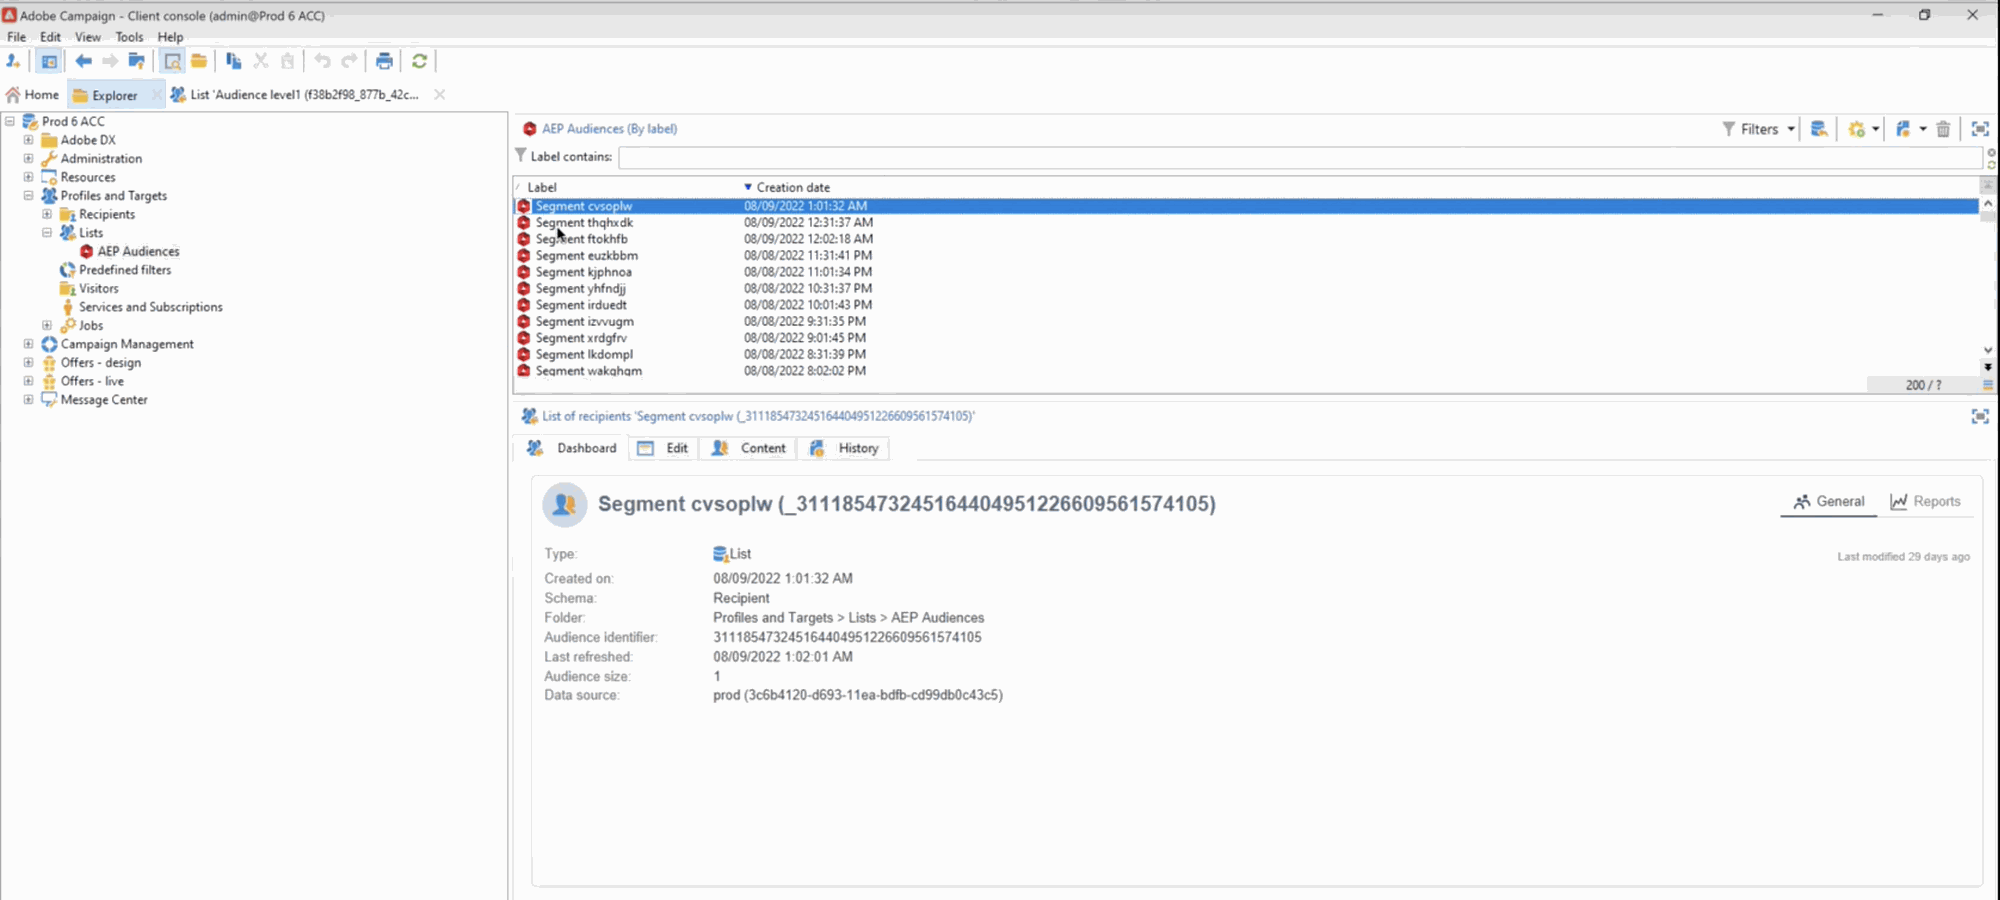 Adobe Campaign - Client console (admin@Prod 6 ACC)
File Edit View Tools Help
Home Explorer List 'Audience level1 (f38b2f98_877b_42c...
Prod 6 ACC
Adobe DX
Administration
Resources
Profiles and Targets
Recipients
Lists
AEP Audiences
Predefined filters
Visitors
Services and Subscriptions
Jobs
Campaign Management
Offers - design
Offers - live
Message Center
AEP Audiences (By label)
Filters
Label contains:
Label Creation date
Segment cvsoplw 08/09/2022 1:01:32 AM
Segment thqhxdk 08/09/2022 12:31:37 AM
Segment ftokhfb 08/09/2022 12:02:18 AM
Segment euzkbbm 08/08/2022 11:31:41 PM
Segment kjphnoa 08/08/2022 11:01:34 PM
Segment yhfndjj 08/08/2022 10:31:37 PM
Segment irduedt 08/08/2022 10:01:43 PM
Segment izvvugm 08/08/2022 9:31:35 PM
Segment xrdgfrv 08/08/2022 9:01:45 PM
Segment lkdompl 08/08/2022 8:31:39 PM
Segment wakqhqm 08/08/2022 8:02:02 PM
200 / ?
List of recipients 'Segment cvsoplw (_31118547324516440495122660956157​4105)'
Dashboard Edit Content History
Segment cvsoplw (_311185473245164404951226609561574105)
General Reports
Type: List
Last modified 29 days ago
Created on: 08/09/2022 1:01:32 AM
Schema: Recipient
Folder: Profiles and Targets > Lists > AEP Audiences
Audience identifier: 311185473245164404951226609561574105
Last refreshed: 08/09/2022 1:02:01 AM
Audience size: 1
Data source: prod (3c6b4120-d693-11ea-bdfb-cd99db0c43c5)